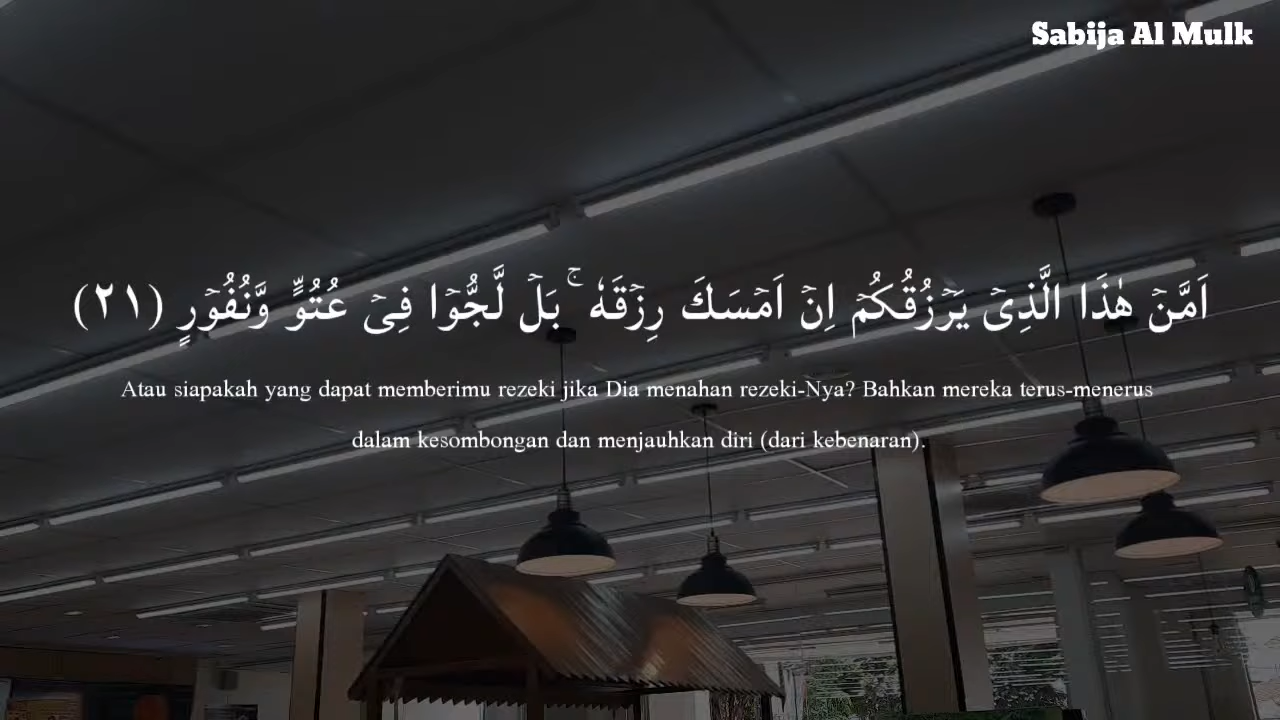 Sabija Al Mulk
اَمَّنۡ هٰذَا الَّذِىۡ يَرۡزُقُكُمۡ اِنۡ اَمۡسَكَ رِزۡقَهٗ ۚ بَلۡ لَّجُّوۡا فِىۡ عُتُوٍّ وَّنُفُوۡرٍ (٢١)
Atau siapakah yang dapat memberimu rezeki jika Dia menahan rezeki-Nya? Bahkan mereka terus-menerus
dalam kesombongan dan menjauhkan diri (dari kebenaran).